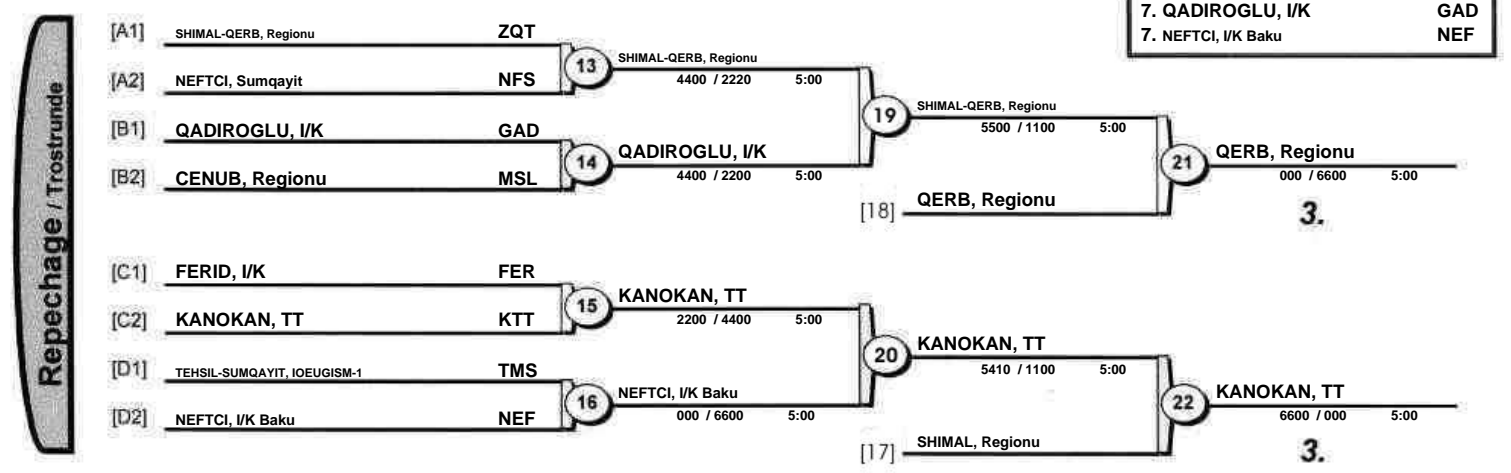 7. QADIROGLU, I/K GAD
7. NEFTCI, I/K Baku NEF
Repechage / Trostrunde
[A1] SHIMAL-QERB, Regionu ZQT
[A2] NEFTCI, Sumqayit NFS
13 SHIMAL-QERB, Regionu
4400 / 2220 5:00
[B1] QADIROGLU, I/K GAD
[B2] CENUB, Regionu MSL
14 QADIROGLU, I/K
4400 / 2200 5:00
19 SHIMAL-QERB, Regionu
5500 / 1100 5:00
[18] QERB, Regionu
21 QERB, Regionu
000 / 6600 5:00
3.
[C1] FERID, I/K FER
[C2] KANOKAN, TT KTT
15 KANOKAN, TT
2200 / 4400 5:00
[D1] TEHSIL-SUMQAYIT, IOEUGISM-1 TMS
[D2] NEFTCI, I/K Baku NEF
16 NEFTCI, I/K Baku
000 / 6600 5:00
20 KANOKAN, TT
5410 / 1100 5:00
[17] SHIMAL, Regionu
22 KANOKAN, TT
6600 / 000 5:00
3.